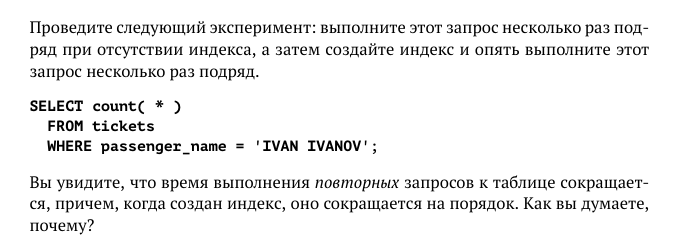 Проведите следующий эксперимент: выполните этот запрос несколько раз под-
ряд при отсутствии индекса, а затем создайте индекс и опять выполните этот
запрос несколько раз подряд.
SELECT count( * )
FROM tickets
WHERE passenger_name = 'IVAN IVANOV';
Вы увидите, что время выполнения повторных запросов к таблице сокращает-
ся, причем, когда создан индекс, оно сокращается на порядок. Как вы думаете,
почему?